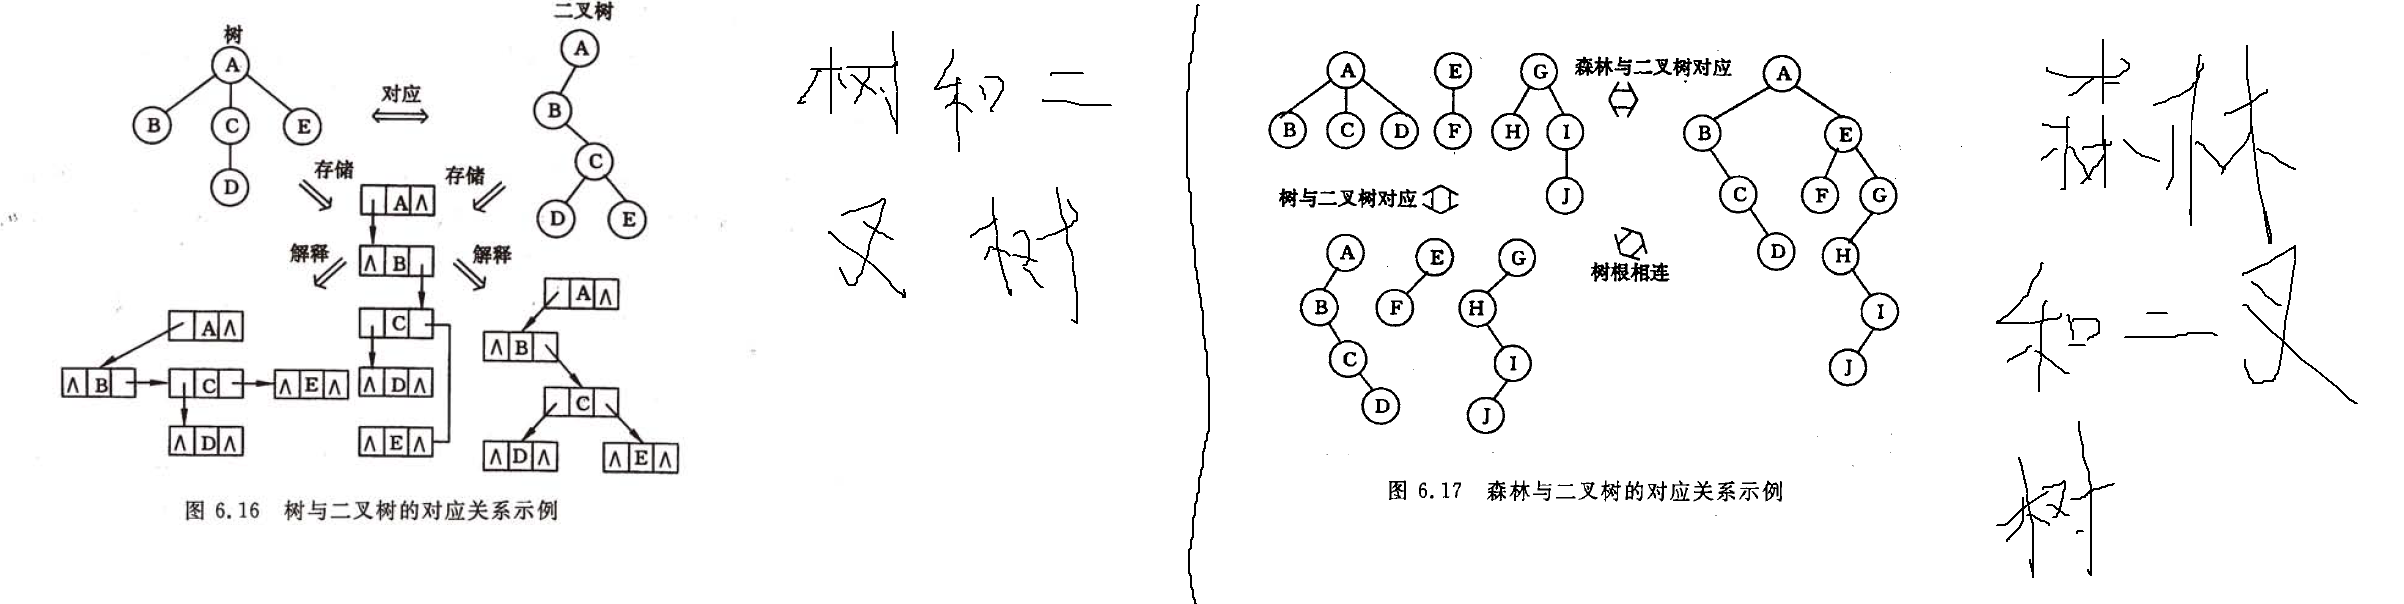 树
A
B C E
D
对应
二叉树
A
B
C
D E
存储
存储
A ∧
∧ B
C
∧ D ∧
∧ E ∧
解释
解释
A ∧
∧ B
C
∧ E ∧
∧ D ∧
A ∧
∧ B
C
∧ D ∧
∧ E ∧
图 6.16 树与二叉树的对应关系示例
树和二
叉树
A E G
B C D F H I
J
森林与二叉树对应
A
B E
C F G
D H
I
J
树与二叉树对应
树根相连
A E G
B F H
C I
D J
图 6.17 森林与二叉树的对应关系示例
森林
和二叉
树